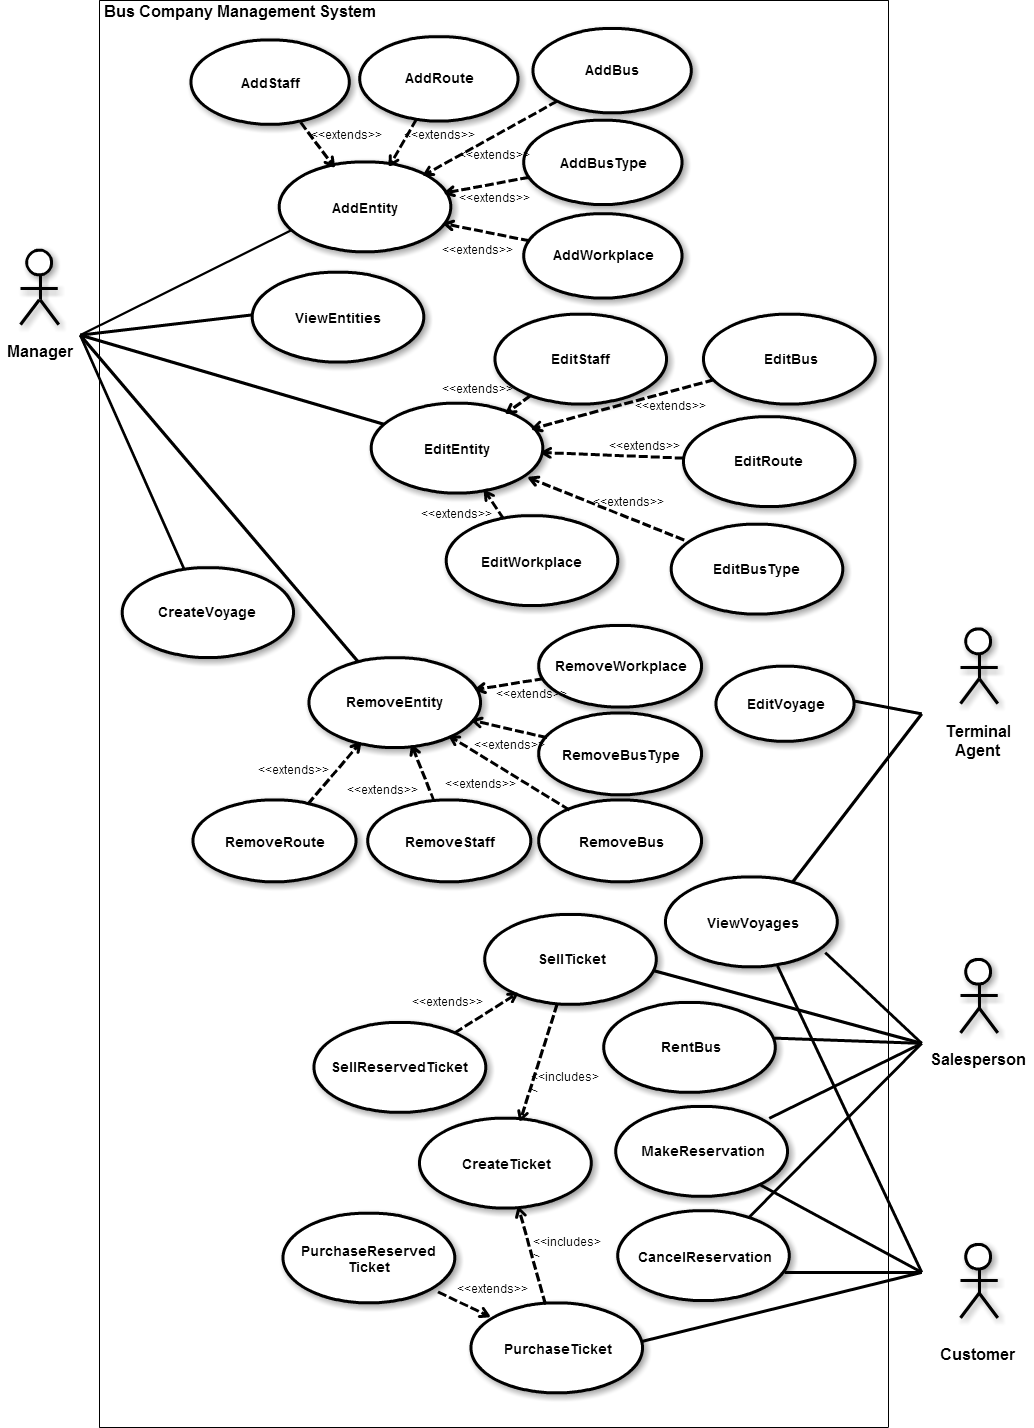 Bus Company Management System
AddStaff
AddRoute
AddBus
<<extends>>
<<extends>>
<<extends>>
AddBusType
<<extends>>
AddEntity
<<extends>>
AddWorkplace
Manager
ViewEntities
EditStaff
EditBus
<<extends>>
<<extends>>
<<extends>>
EditEntity
EditRoute
<<extends>>
<<extends>>
EditWorkplace
EditBusType
CreateVoyage
RemoveWorkplace
<<extends>>
RemoveEntity
EditVoyage
Terminal
Agent
<<extends>>
RemoveBusType
<<extends>>
<<extends>>
<<extends>>
RemoveRoute
RemoveStaff
RemoveBus
ViewVoyages
SellTicket
<<extends>>
RentBus
Salesperson
SellReservedTicket
<<includes>
>
MakeReservation
CreateTicket
<<includes>
>
PurchaseReserved
Ticket
CancelReservation
<<extends>>
PurchaseTicket
Customer